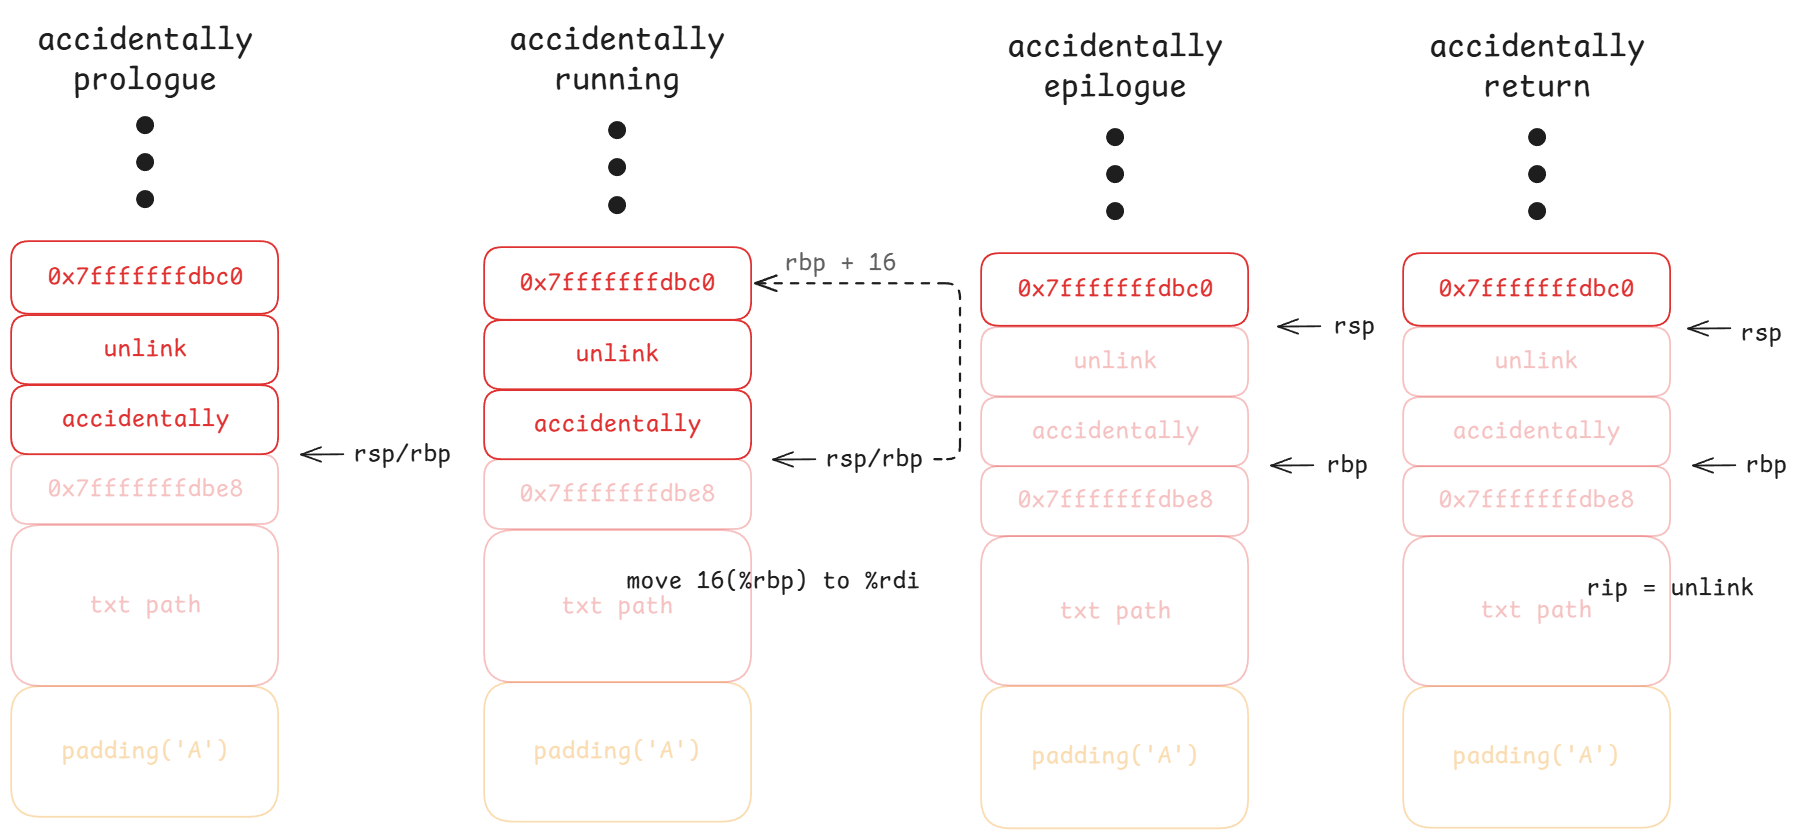 accidentally
prologue
0x7fffffffdbc0
unlink
accidentally
rsp/rbp
0x7fffffffdbe8
txt path
padding('A')
accidentally
running
rbp + 16
0x7fffffffdbc0
unlink
accidentally
rsp/rbp
0x7fffffffdbe8
move 16(%rbp) to %rdi
txt path
padding('A')
accidentally
epilogue
0x7fffffffdbc0
rsp
unlink
accidentally
rbp
0x7fffffffdbe8
txt path
padding('A')
accidentally
return
0x7fffffffdbc0
rsp
unlink
accidentally
rbp
0x7fffffffdbe8
rip = unlink
txt path
padding('A')